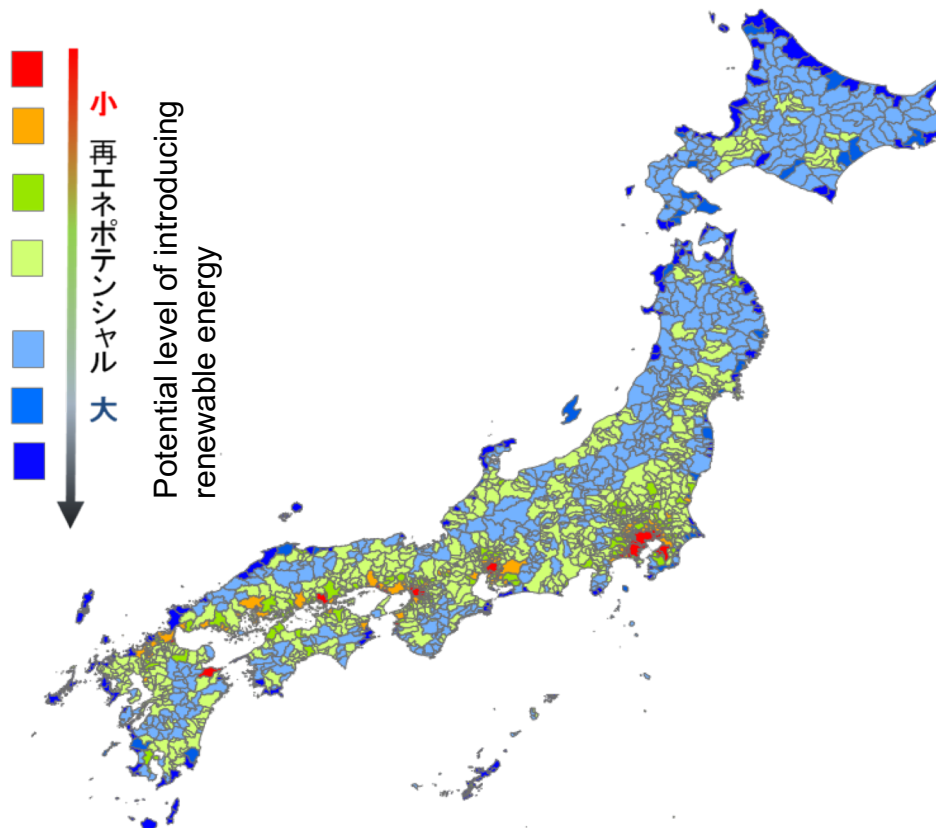 小 再エネポテンシャル 大
Potential level of introducing
renewable energy